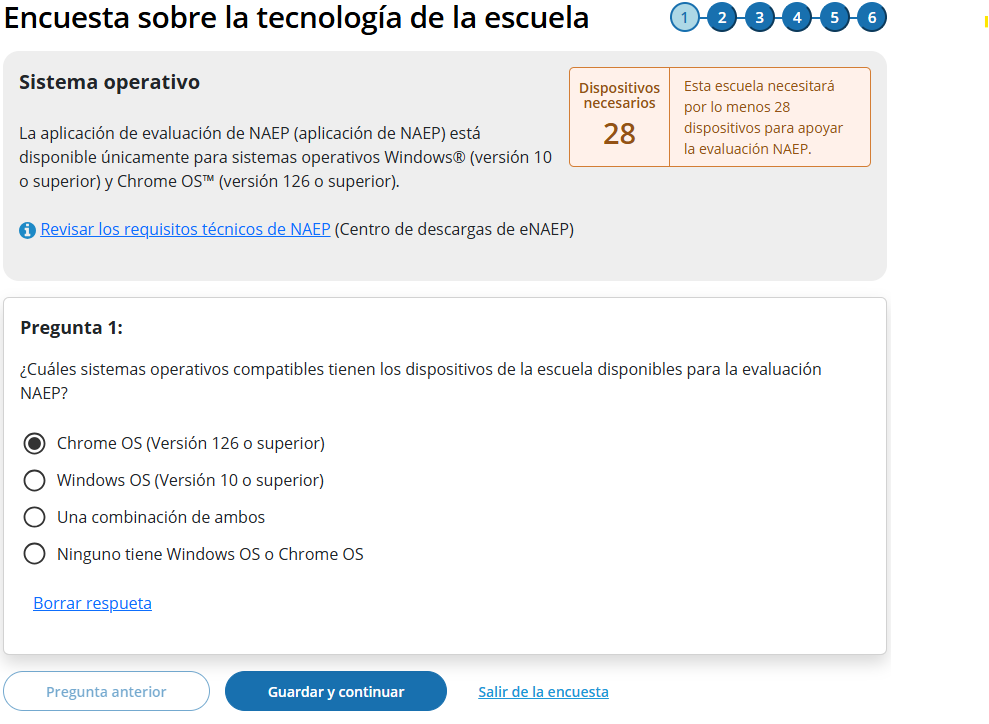 Encuesta sobre la tecnología de la escuela
1 2 3 4 5 6
Sistema operativo
La aplicación de evaluación de NAEP (aplicación de NAEP) está
disponible únicamente para sistemas operativos Windows® (versión 10
o superior) y Chrome OS™ (versión 126 o superior).
Revisar los requisitos técnicos de NAEP (Centro de descargas de eNAEP)
Dispositivos
necesarios
28
Esta escuela necesitará
por lo menos 28
dispositivos para apoyar
la evaluación NAEP.
Pregunta 1:
¿Cuáles sistemas operativos compatibles tienen los dispositivos de la escuela disponibles para la evaluación
NAEP?
Chrome OS (Versión 126 o superior)
Windows OS (Versión 10 o superior)
Una combinación de ambos
Ninguno tiene Windows OS o Chrome OS
Borrar respueta
Pregunta anterior
Guardar y continuar
Salir de la encuesta